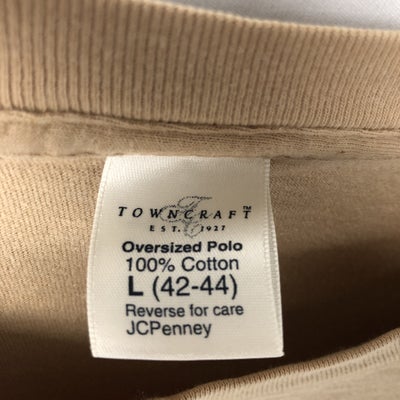 TOWNCRAFT™
EST. 1927
Oversized Polo
100% Cotton
L (42-44)
Reverse for care
JCPenney